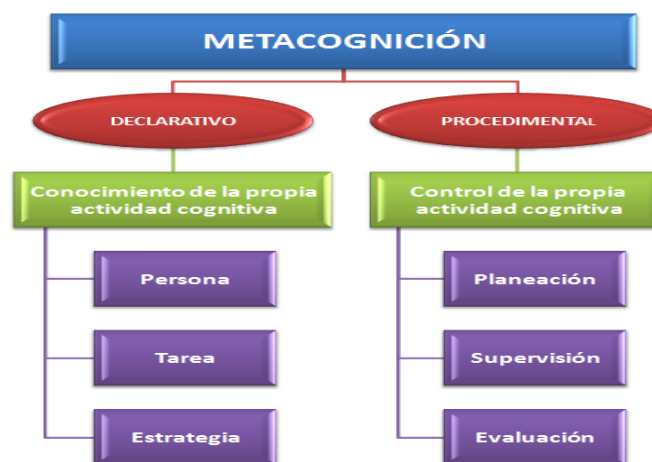 METACOGNICIÓN
DECLARATIVO
PROCEDIMENTAL
Conocimiento de la propia
actividad cognitiva
Control de la propia
actividad cognitiva
Persona
Planeación
Tarea
Supervisión
Estrategia
Evaluación